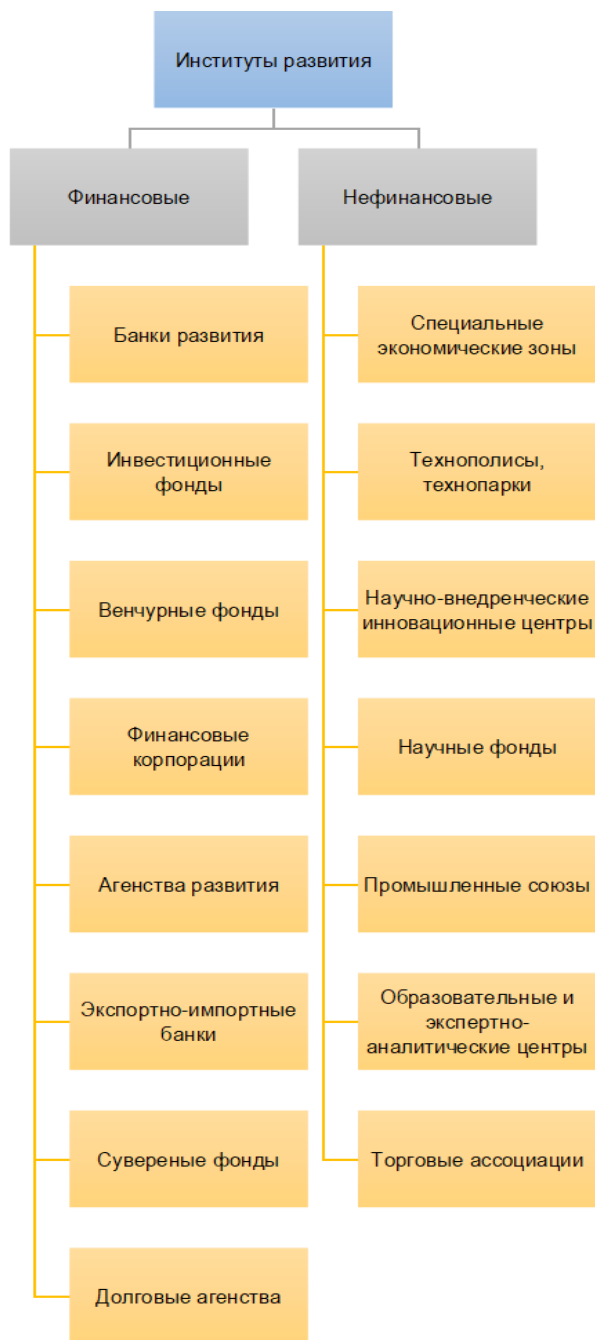 Институты развития
Финансовые
Нефинансовые
Банки развития
Инвестиционные
фонды
Венчурные фонды
Финансовые
корпорации
Агенства развития
Экспортно-импортные
банки
Сувереные фонды
Долговые агенства
Специальные
экономические зоны
Технополисы,
технопарки
Научно-внедренческие
инновационные центры
Научные фонды
Промышленные союзы
Образовательные и
экспертно-
аналитические центры
Торговые ассоциации